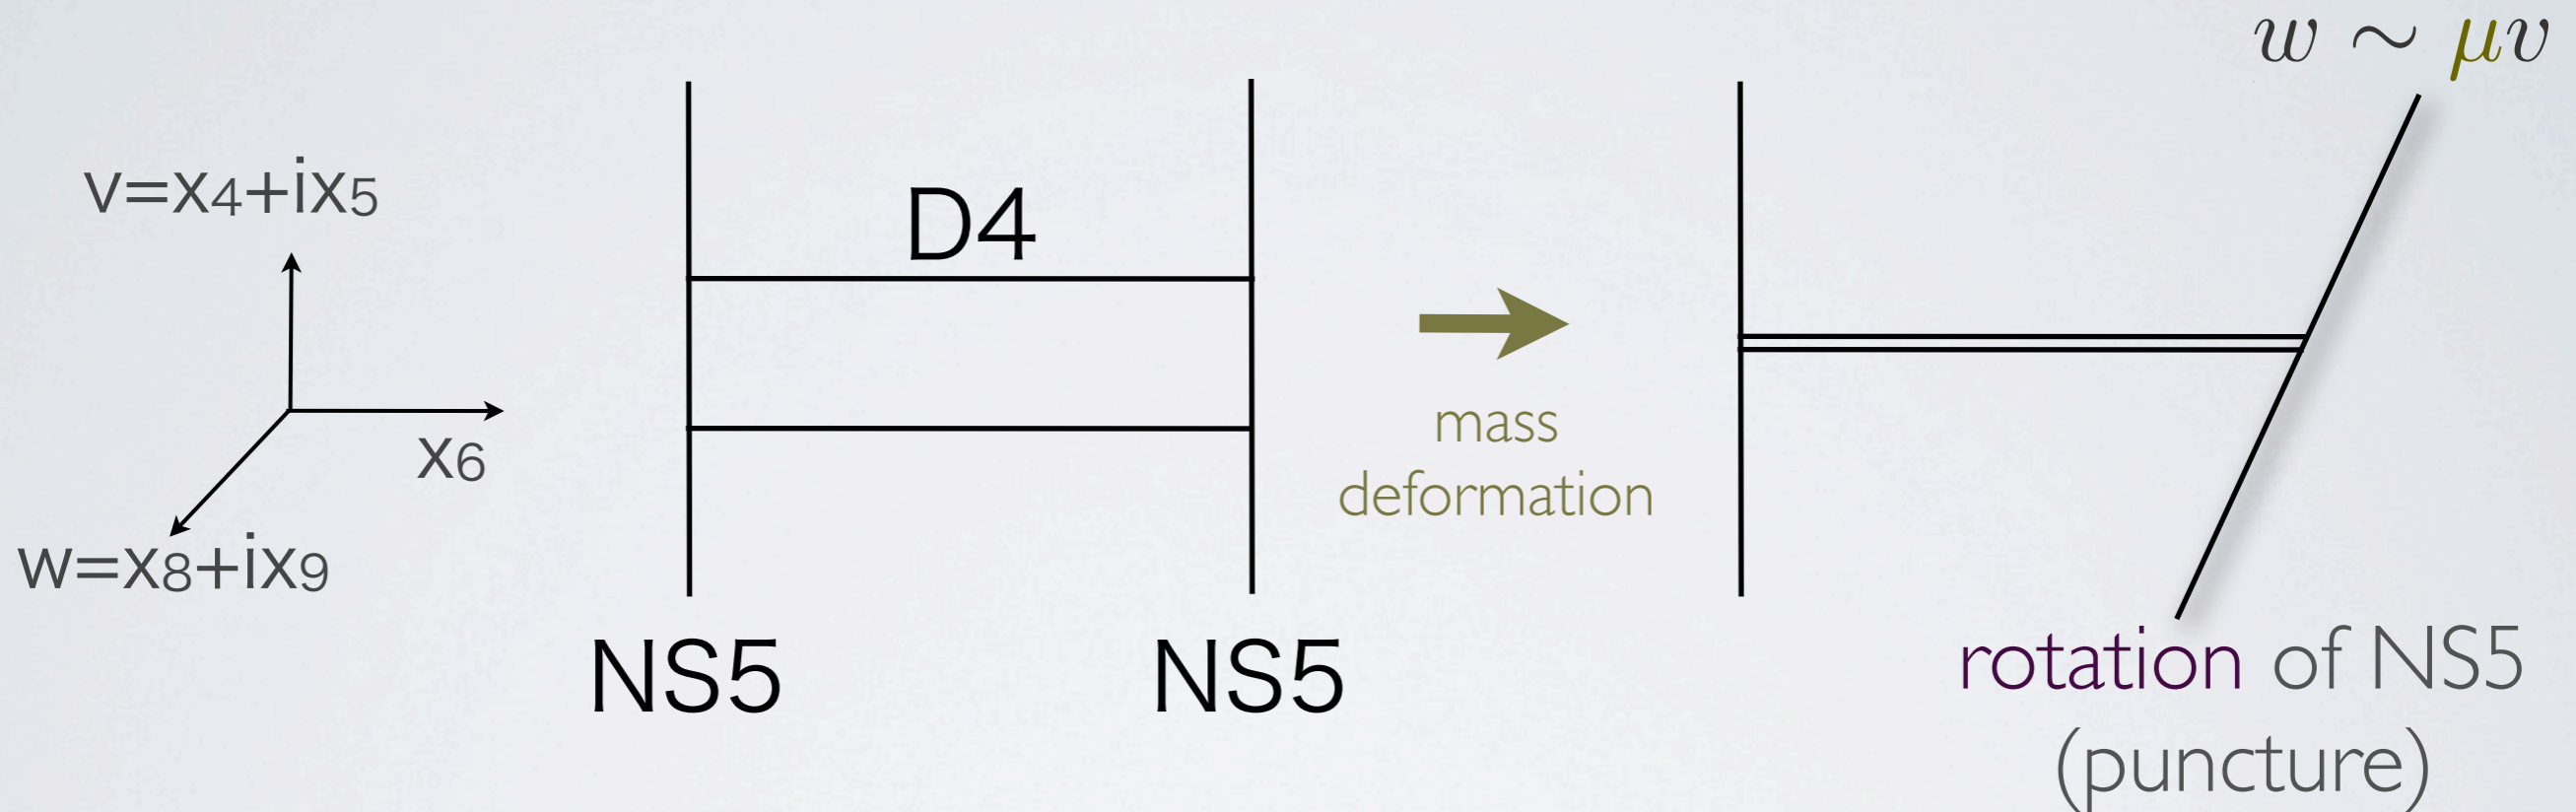 w ~ μv
v=x4+ix5
D4
x6
mass
deformation
w=x8+ix9
NS5
NS5
rotation of NS5
(puncture)